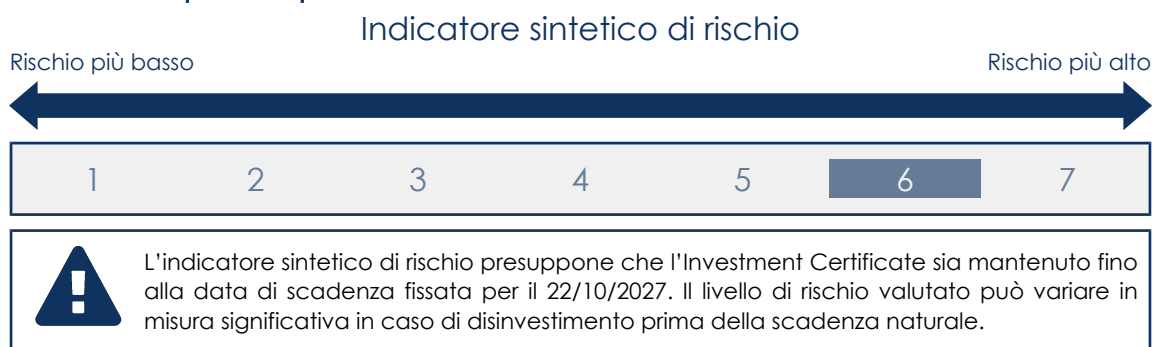 Indicatore sintetico di rischio
Rischio più basso
Rischio più alto
1 2 3 4 5 6 7
L'indicatore sintetico di rischio presuppone che l'Investment Certificate sia mantenuto fino
alla data di scadenza fissata per il 22/10/2027. Il livello di rischio valutato può variare in
misura significativa in caso di disinvestimento prima della scadenza naturale.